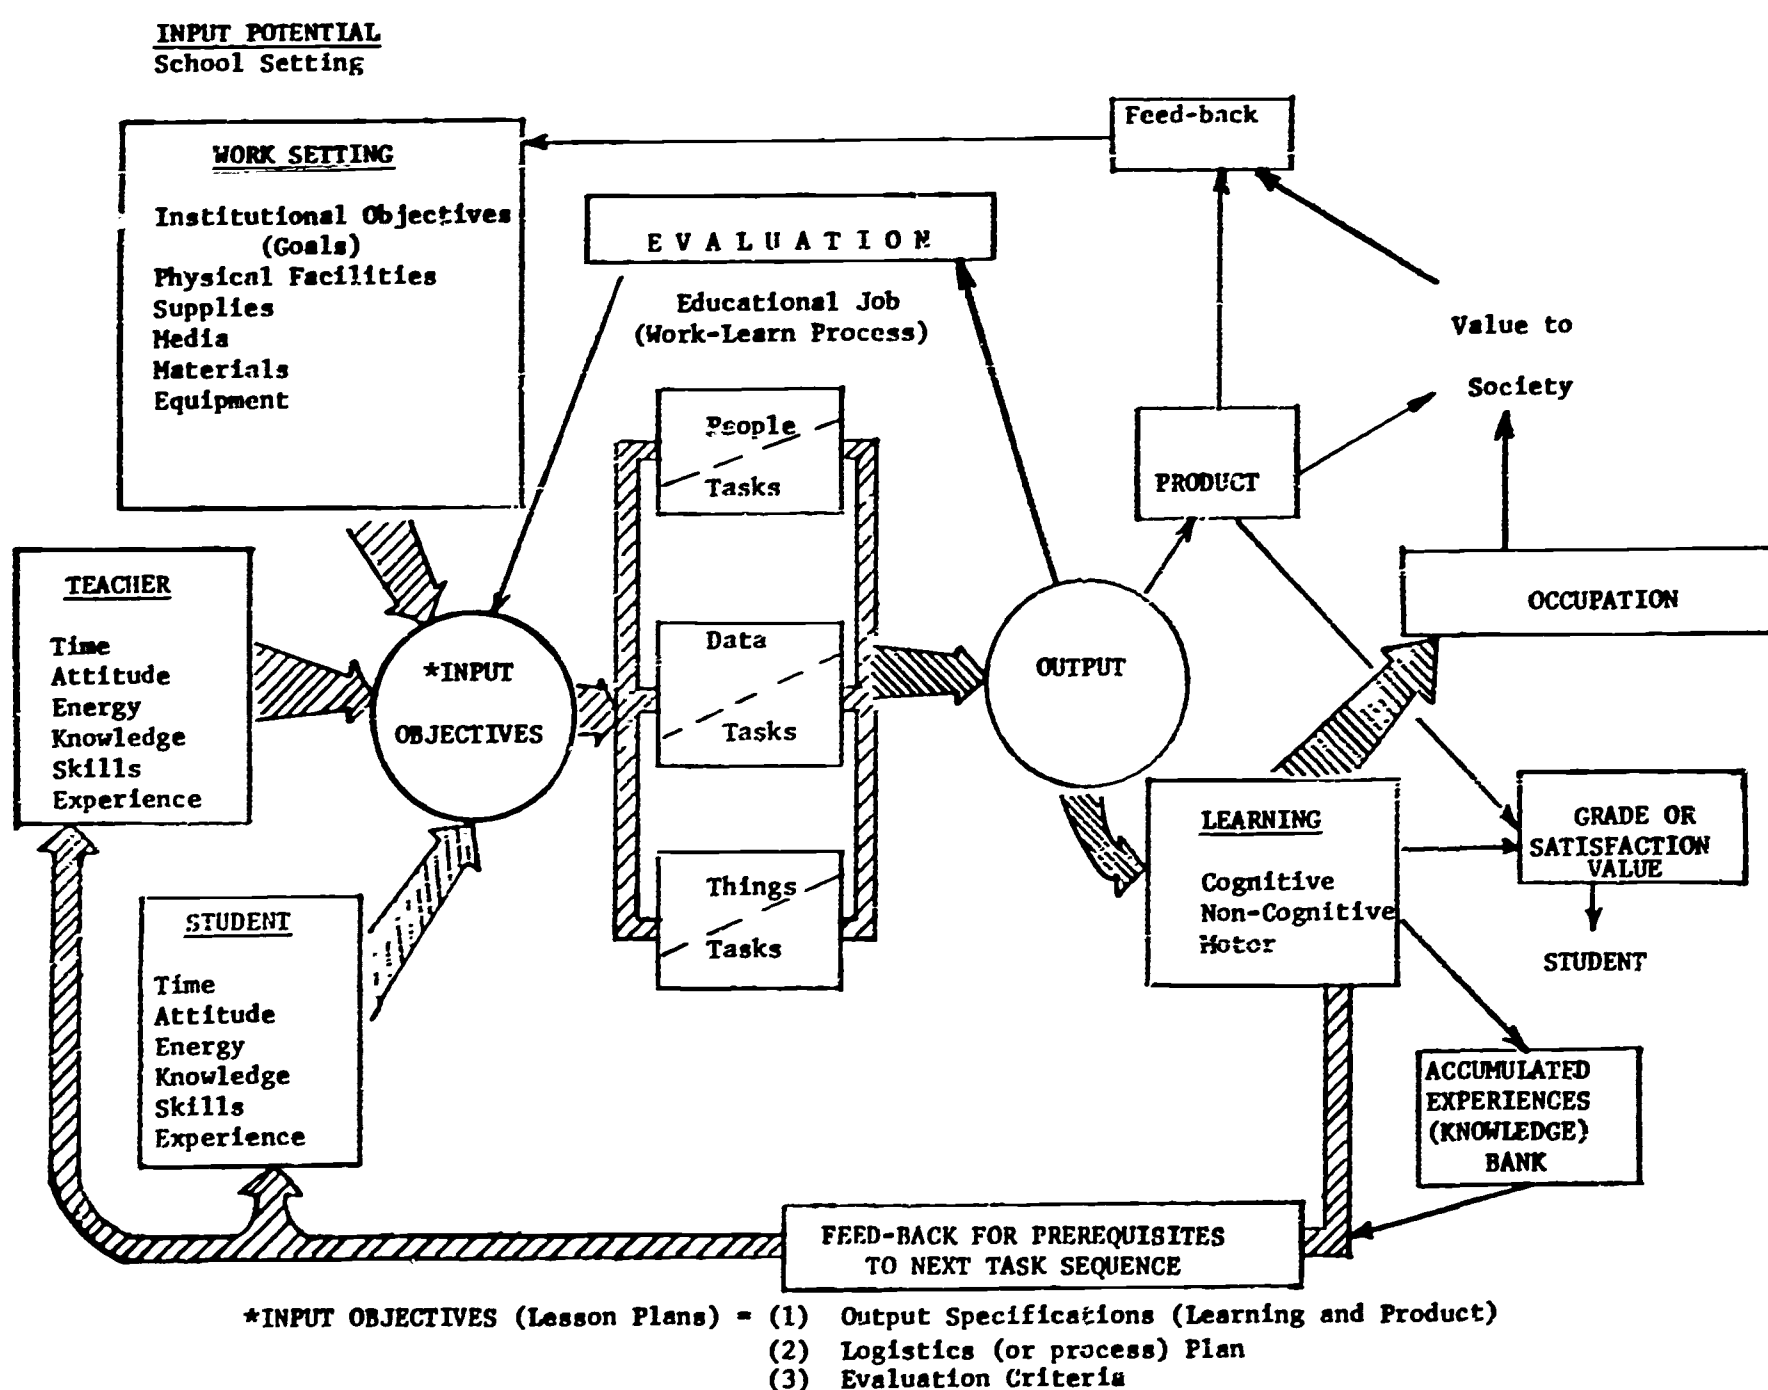 INPUT POTENTIAL
School Setting
WORK SETTING
Institutional Objectives
(Goals)
Physical Facilities
Supplies
Media
Materials
Equipment
Feed-back
E V A L U A T I O N
Educational Job
(Work-Learn Process)
Value to
Society
People
Tasks
PRODUCT
TEACHER
Time
Attitude
Energy
Knowledge
Skills
Experience
*INPUT
OBJECTIVES
Data
Tasks
OUTPUT
OCCUPATION
LEARNING
Cognitive
Non-Cognitive
Motor
GRADE OR
SATISFACTION
VALUE
STUDENT
Things
Tasks
STUDENT
Time
Attitude
Energy
Knowledge
Skills
Experience
ACCUMULATED
EXPERIENCES
(KNOWLEDGE)
BANK
FEED-BACK FOR PREREQUISITES
TO NEXT TASK SEQUENCE
*INPUT OBJECTIVES (Lesson Plans) = (1) Output Specifications (Learning and Product)
(2) Logistics (or process) Plan
(3) Evaluation Criteria